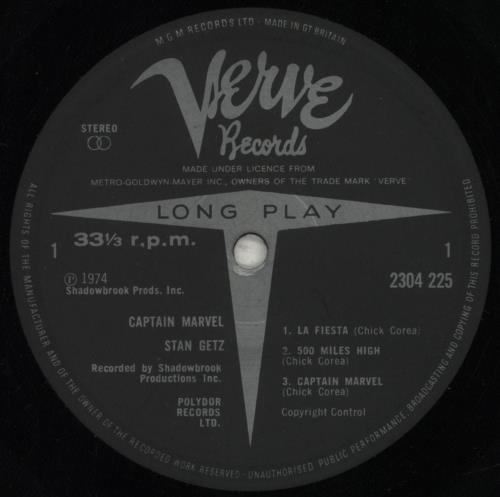 M G M RECORDS LTD - MADE IN GT BRITAIN
Verve
Records
STEREO
MADE UNDER LICENCE FROM
METRO-GOLDWYN-MAYER INC., OWNERS OF THE TRADE MARK "VERVE"
LONG PLAY
1
33⅓ r.p.m.
1
Ⓟ 1974
Shadowbrook Prods. Inc.
2304 225
CAPTAIN MARVEL
STAN GETZ
Recorded by Shadowbrook
Productions Inc.
POLYDOR
RECORDS
LTD.
1. LA FIESTA (Chick Corea)
2. 500 MILES HIGH
(Chick Corea)
3. CAPTAIN MARVEL
(Chick Corea)
Copyright Control
ALL RIGHTS OF THE MANUFACTURER AND OF THE OWNER OF THE RECORDED WORK RESERVED - UNAUTHORISED PUBLIC PERFORMANCE, BROADCASTING AND COPYING OF THIS RECORD PROHIBITED